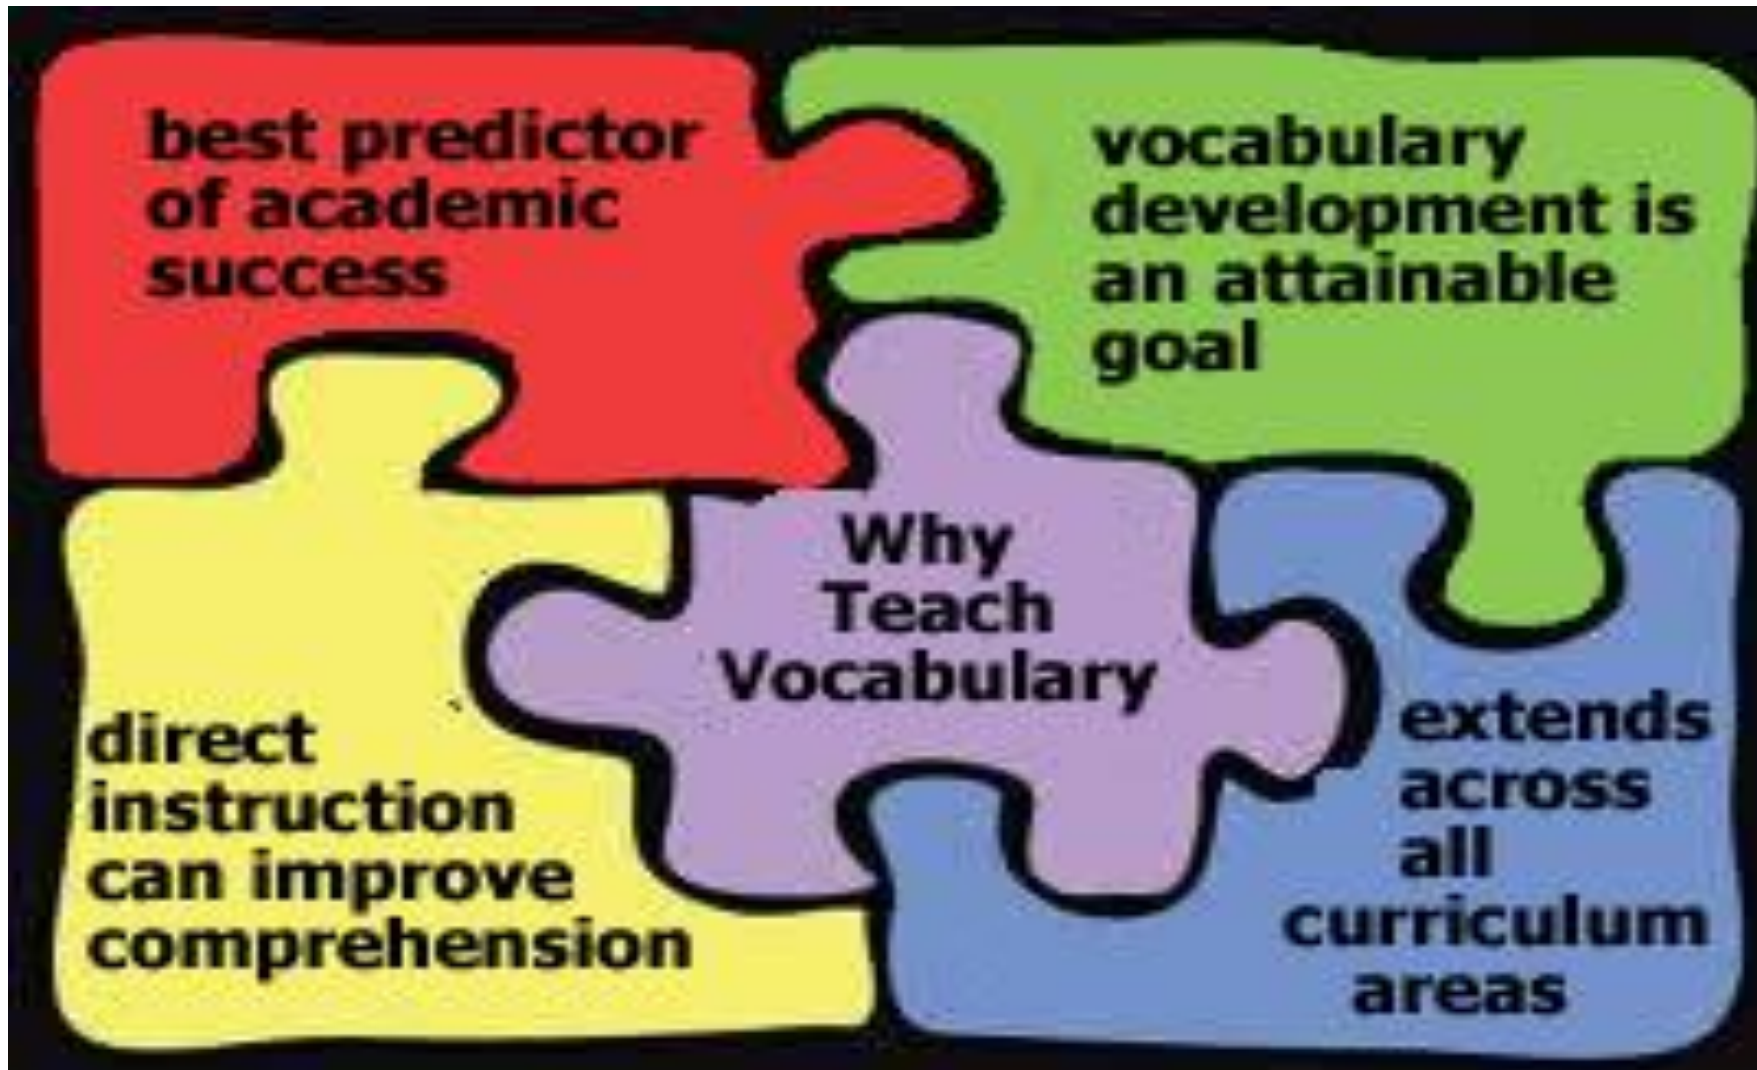 best predictor
of academic
success
vocabulary
development is
an attainable
goal
Why
Teach
Vocabulary
direct
instruction
can improve
comprehension
extends
across
all
curriculum
areas